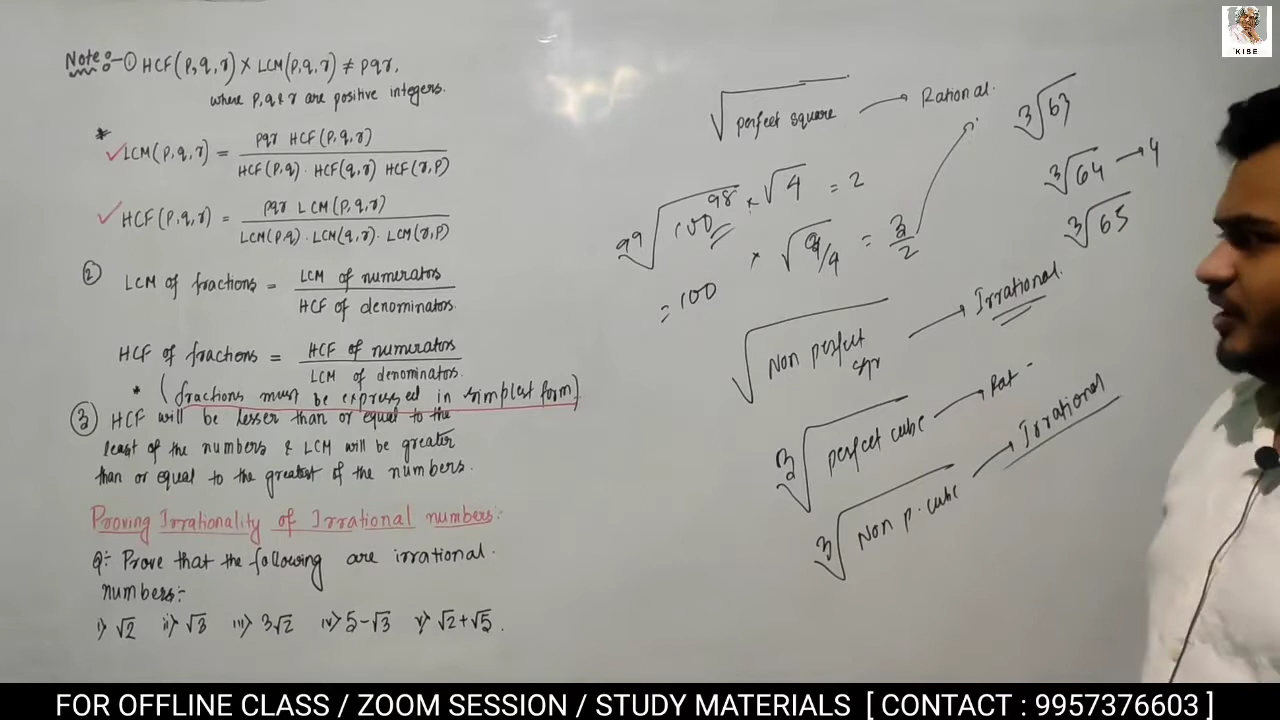 Note:- ① HCF(p,q,r) × LCM(p,q,r) ≠ pqr,
where p,q & r are positive integers.
* ✓ LCM(p,q,r) = pqr HCF(p,q,r) / HCF(p,q) · HCF(q,r) HCF(r,p)
✓ HCF(p,q,r) = pqr LCM(p,q,r) / LCM(p,q) · LCM(q,r) · LCM(r,p)
② LCM of fractions = LCM of numerators / HCF of denominators.
HCF of fractions = HCF of numerators / LCM of denominators.
* (fractions must be expressed in simplest form)
③ HCF will be lesser than or equal to the
least of the numbers & LCM will be greater
than or equal to the greatest of the numbers.
Proving Irrationality of Irrational numbers:-
Q:- Prove that the following are irrational.
numbers:-
i) √2 ii) √3 iii) 3√2 iv) 5-√3 v) √2+√5.
√perfect square → Rational.
× √4 = 2
× √9/4 = 3/2
= 100
√Non perfect sqr → Irrational.
3√perfect cube → Rat -
3√Non p. cube → Irrational
3√63
3√64 → 4
3√65
KIBE
FOR OFFLINE CLASS / ZOOM SESSION / STUDY MATERIALS [ CONTACT : 9957376603 ]